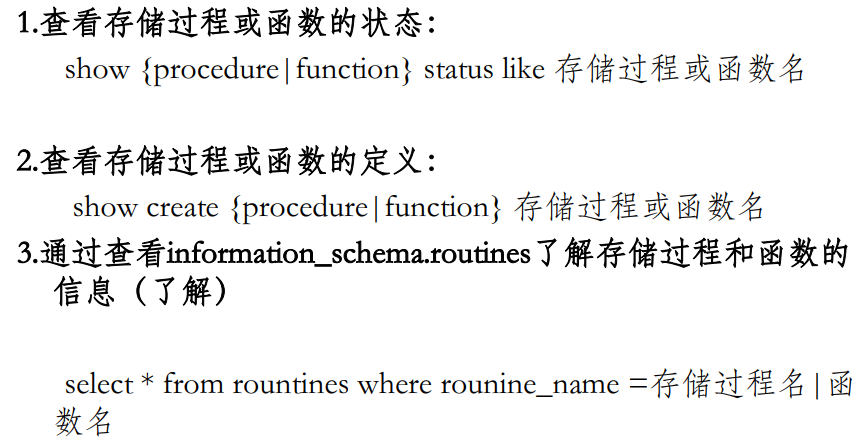 1.查看存储过程或函数的状态：
show {procedure|function} status like 存储过程或函数名
2.查看存储过程或函数的定义：
show create {procedure|function} 存储过程或函数名
3.通过查看information_schema.routines了解存储过程和函数的
信息（了解）
select * from rountines where rounine_name =存储过程名|函
数名